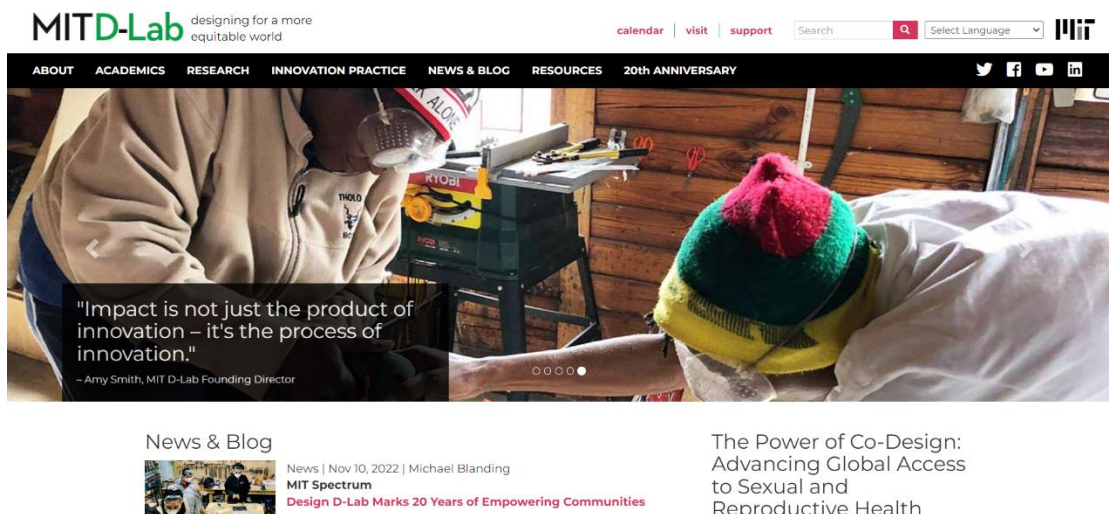 MIT D-Lab designing for a more
equitable world
calendar visit support Search Select Language MIT
ABOUT ACADEMICS RESEARCH INNOVATION PRACTICE NEWS & BLOG RESOURCES 20th ANNIVERSARY
ALONE
RYOBI
THOLO
"Impact is not just the product of
innovation – it's the process of
innovation."
– Amy Smith, MIT D-Lab Founding Director
News & Blog
News | Nov 10, 2022 | Michael Blanding
MIT Spectrum
Design D-Lab Marks 20 Years of Empowering Communities
The Power of Co-Design:
Advancing Global Access
to Sexual and
Reproductive Health